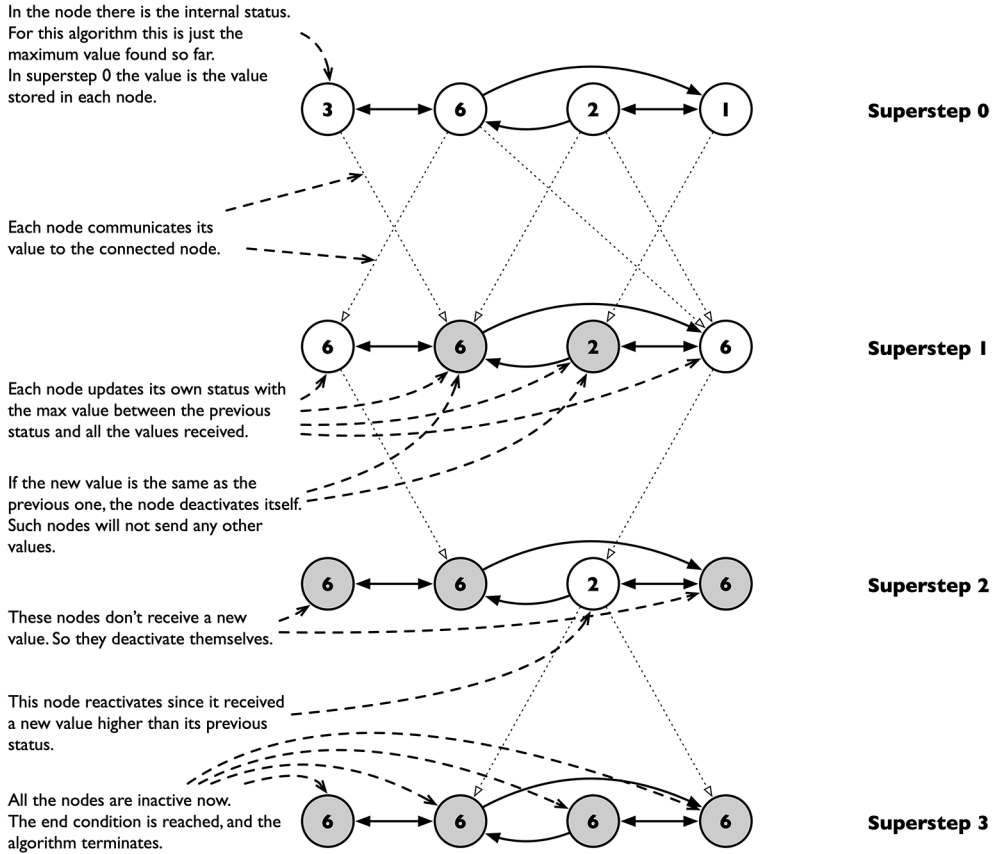 In the node there is the internal status.
For this algorithm this is just the
maximum value found so far.
In superstep 0 the value is the value
stored in each node.
3 6 2 1 Superstep 0
Each node communicates its
value to the connected node.
6 6 2 6 Superstep 1
Each node updates its own status with
the max value between the previous
status and all the values received.
If the new value is the same as the
previous one, the node deactivates itself.
Such nodes will not send any other
values.
6 6 2 6 Superstep 2
These nodes don’t receive a new
value. So they deactivate themselves.
This node reactivates since it received
a new value higher than its previous
status.
All the nodes are inactive now.
The end condition is reached, and the
algorithm terminates.
6 6 6 6 Superstep 3